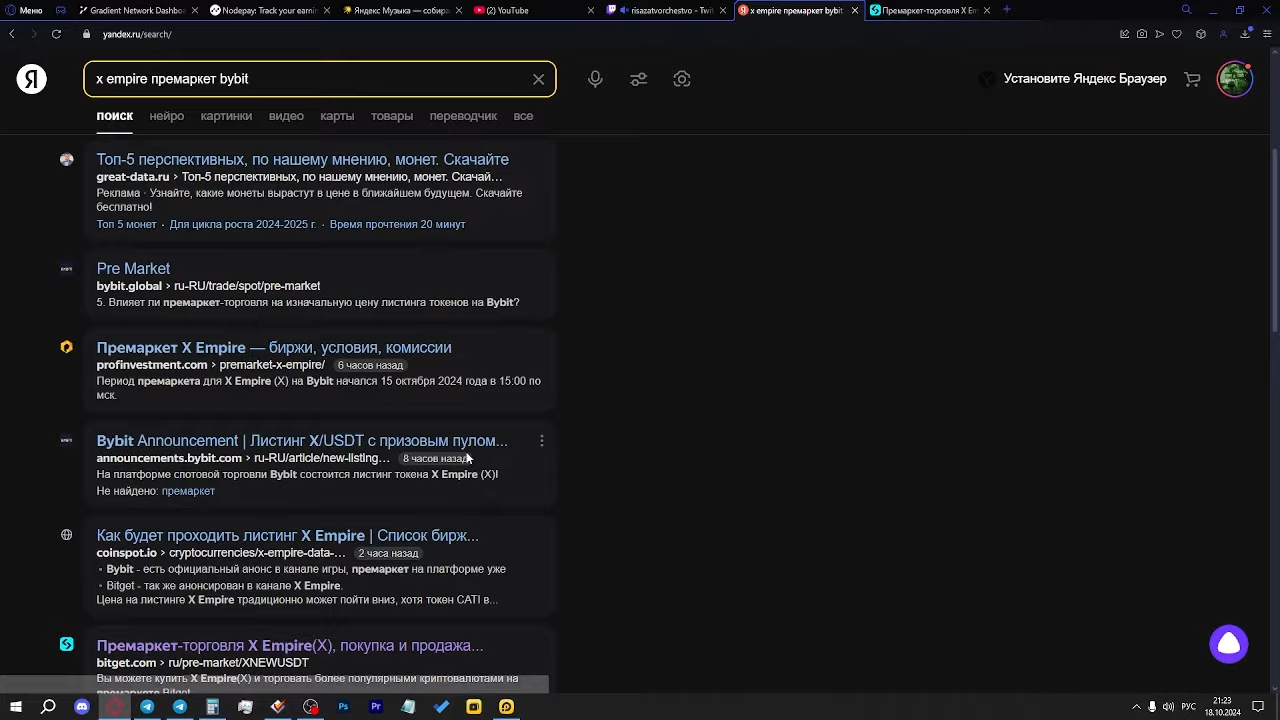 Меню
Gradient Network Dashboa
Nodepay: Track your earnin
Яндекс Музыка — собира
(2) YouTube
risazatvorchestvo - Twi
x empire премаркет bybit
Премаркет-торговля X Em
yandex.ru/search/
Я
x empire премаркет bybit
Установите Яндекс Браузер
поиск нейро картинки видео карты товары переводчик все
Топ-5 перспективных, по нашему мнению, монет. Скачайте
great-data.ru › Топ-5 перспективных, по нашему мнению, монет. Скачай...
Реклама · Узнайте, какие монеты вырастут в цене в ближайшем будущем. Скачайте
бесплатно!
Топ 5 монет · Для цикла роста 2024-2025 г. · Время прочтения 20 минут
Pre Market
bybit.global › ru-RU/trade/spot/pre-market
5. Влияет ли премаркет-торговля на изначальную цену листинга токенов на Bybit?
Премаркет X Empire — биржи, условия, комиссии
profinvestment.com › premarket-x-empire/ 6 часов назад
Период премаркета для X Empire (X) на Bybit начался 15 октября 2024 года в 15:00 по
мск.
Bybit Announcement | Листинг X/USDT с призовым пулом...
announcements.bybit.com › ru-RU/article/new-listing... 8 часов назад
На платформе спотовой торговли Bybit состоится листинг токена X Empire (X)!
Не найдено: премаркет
Как будет проходить листинг X Empire | Список бирж...
coinspot.io › cryptocurrencies/x-empire-data-... 2 часа назад
• Bybit - есть официальный анонс в канале игры, премаркет на платформе уже
• Bitget - так же анонсирован в канале X Empire.
Цена на листинге X Empire традиционно может пойти вниз, хотя токен CATI в...
Премаркет-торговля X Empire(X), покупка и продажа...
bitget.com › ru/pre-market/XNEWUSDT
Вы можете купить X Empire(X) и торговать более популярными криптовалютами на
премаркете Bitget
Ps
Pr
РУС
21:23
18.10.2024